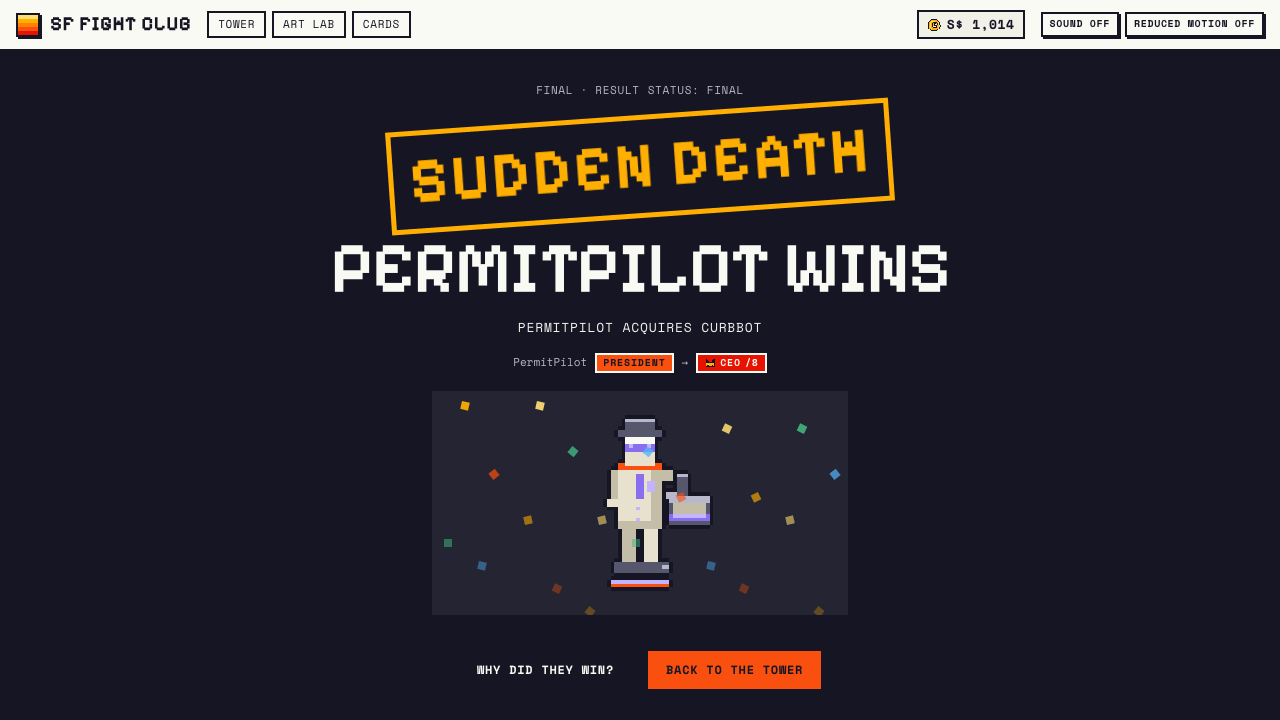 SF FIGHT CLUB
TOWER
ART LAB
CARDS
S$ 1,014
SOUND OFF
REDUCED MOTION OFF
FINAL · RESULT STATUS: FINAL
SUDDEN DEATH
PERMITPILOT WINS
PERMITPILOT ACQUIRES CURBBOT
PermitPilot PRESIDENT → CEO /8
WHY DID THEY WIN?
BACK TO THE TOWER